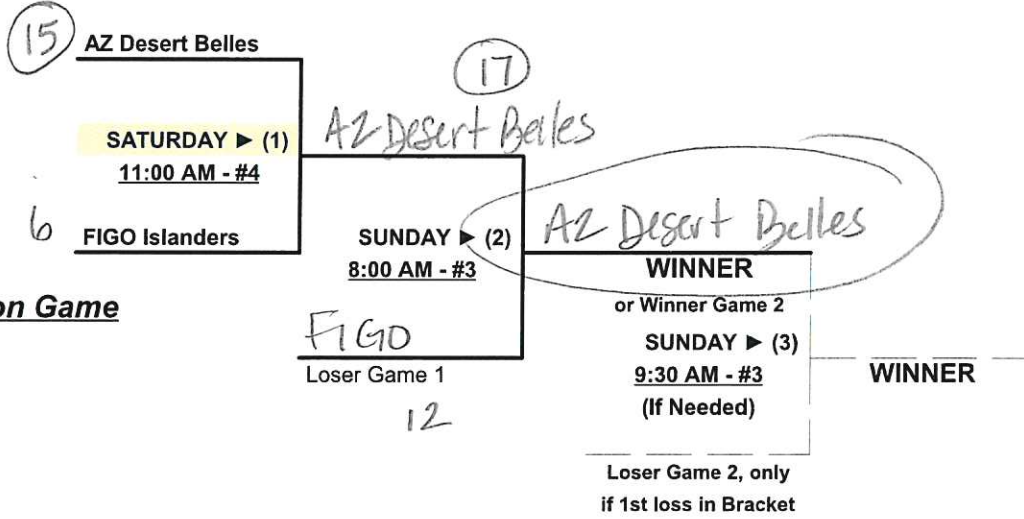 15
AZ Desert Belles
17
AZ Desert Belles
SATURDAY ► (1)
11:00 AM - #4
6
FIGO Islanders
SUNDAY ► (2)
8:00 AM - #3
AZ Desert Belles
WINNER
or Winner Game 2
on Game
FIGO
Loser Game 1
12
SUNDAY ► (3)
9:30 AM - #3
(If Needed)
WINNER
Loser Game 2, only
if 1st loss in Bracket